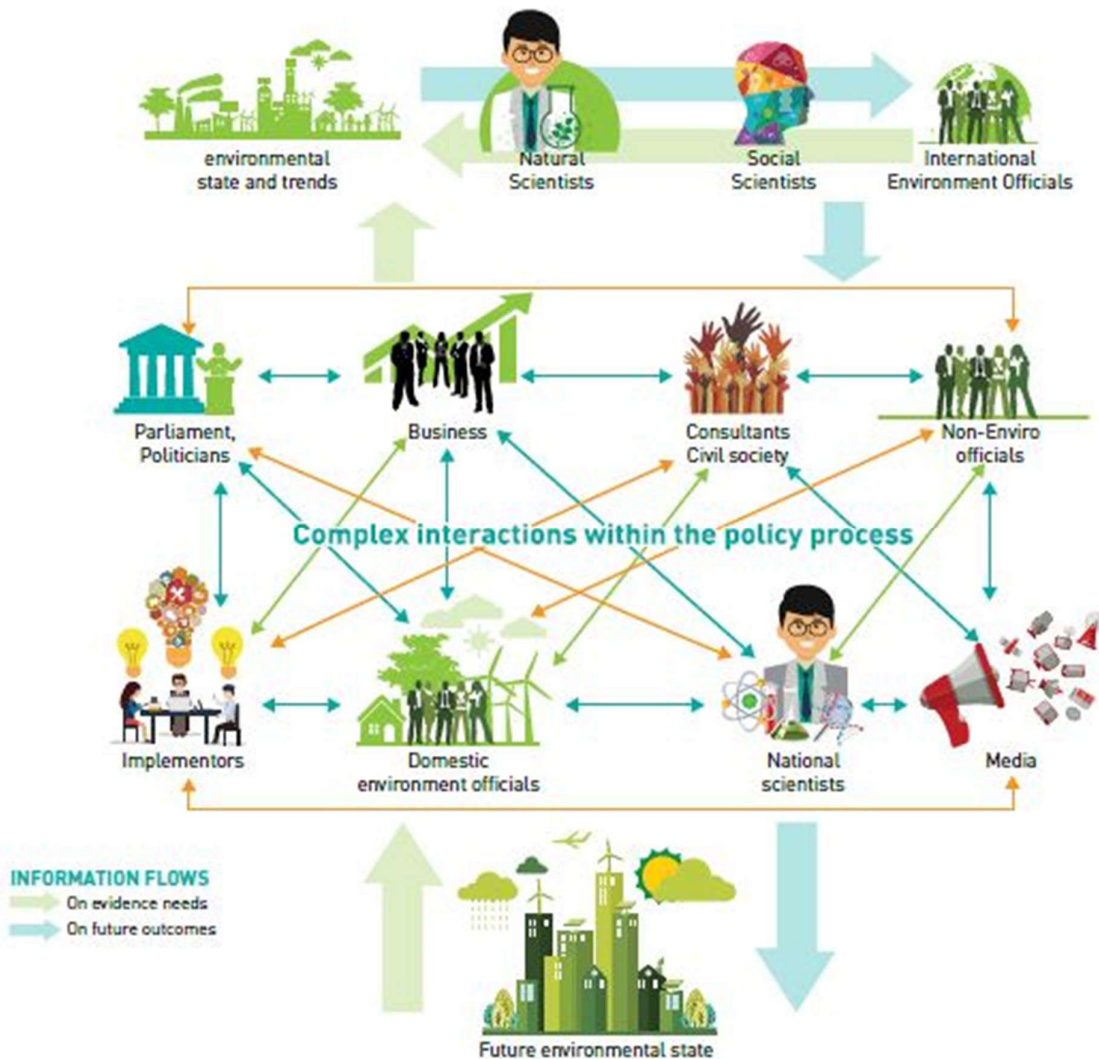 environmental
state and trends
Natural
Scientists
Social
Scientists
International
Environment Officials
Parliament,
Politicians
Business
Consultants
Civil society
Non-Enviro
officials
Complex interactions within the policy process
Implementors
Domestic
environment officials
National
scientists
Media
INFORMATION FLOWS
On evidence needs
On future outcomes
Future environmental state